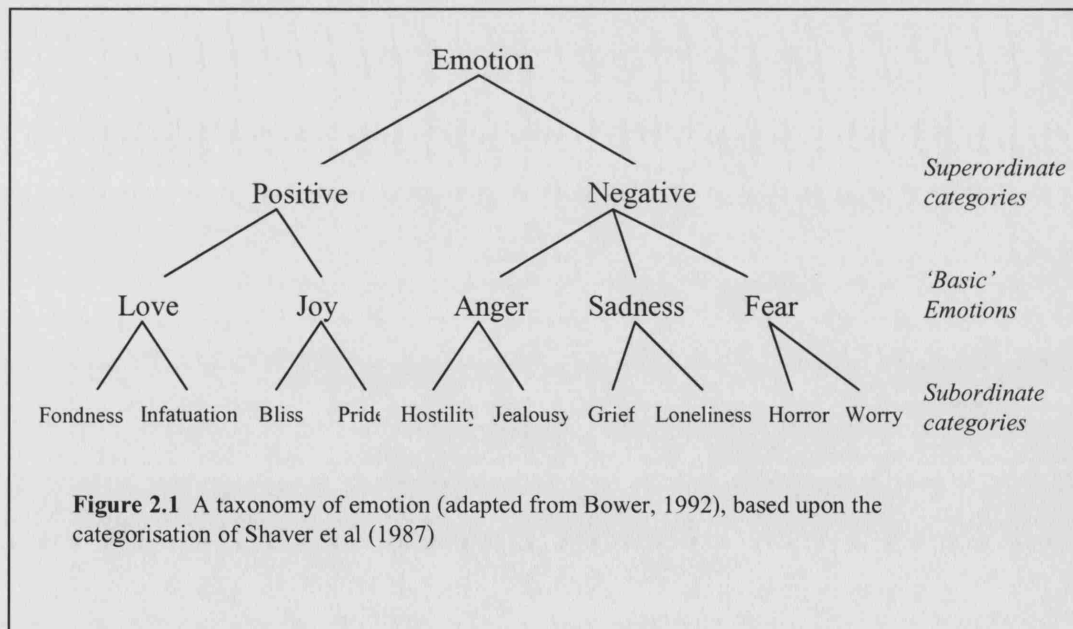 Emotion
Superordinate
categories
Positive Negative
'Basic'
Emotions
Love Joy Anger Sadness Fear
Subordinate
categories
Fondness Infatuation Bliss Pride Hostility Jealousy Grief Loneliness Horror Worry
Figure 2.1 A taxonomy of emotion (adapted from Bower, 1992), based upon the
categorisation of Shaver et al (1987)